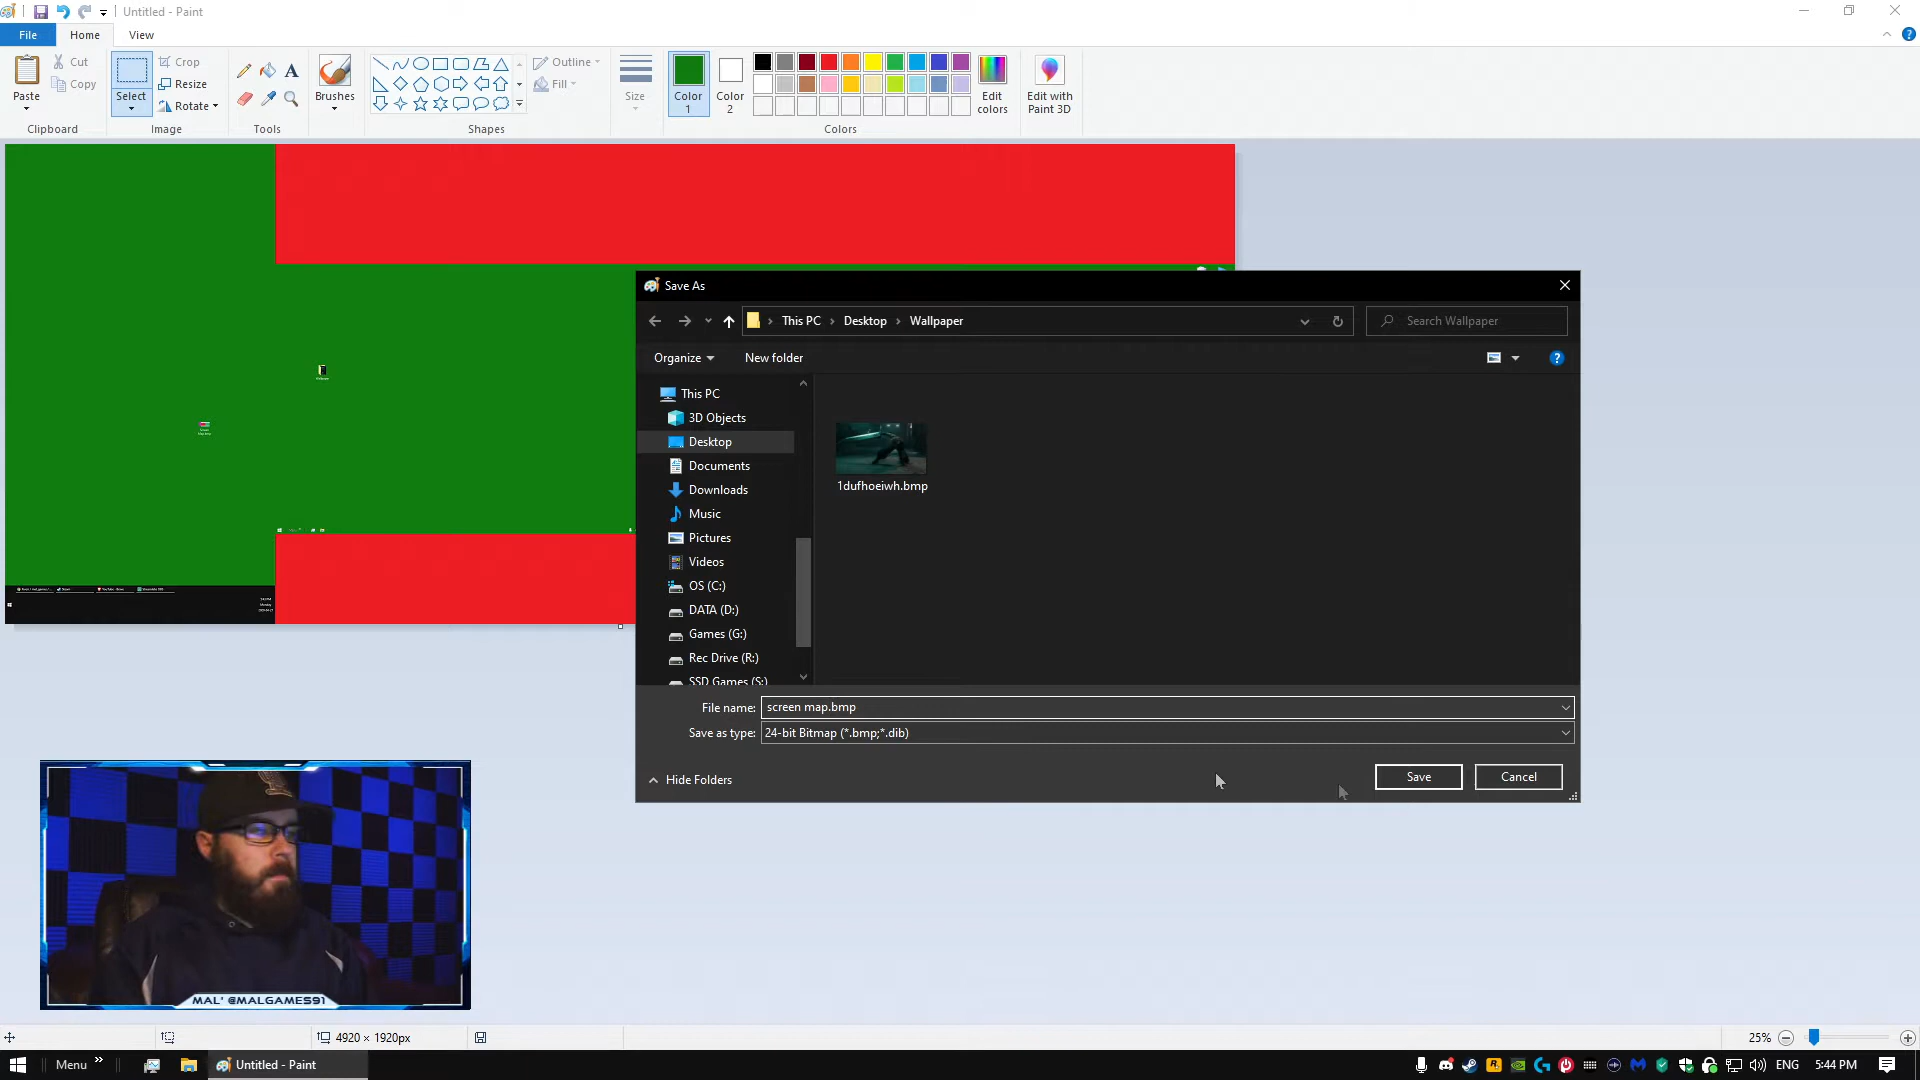 Untitled - Paint
File
Home
View
Paste
Cut
Copy
Clipboard
Select
Crop
Resize
Rotate
Image
A
Tools
Brushes
Outline
Fill
Shapes
Size
Color 1
Color 2
Edit colors
Colors
Edit with Paint 3D
Save As
This PC › Desktop › Wallpaper
Search Wallpaper
Organize
New folder
This PC
3D Objects
Desktop
Documents
Downloads
Music
Pictures
Videos
OS (C:)
DATA (D:)
Games (G:)
Rec Drive (R:)
SSD Games (S:)
1dufhoeiwh.bmp
File name: screen map.bmp
Save as type: 24-bit Bitmap (*.bmp;*.dib)
Hide Folders
Save
Cancel
MAL' @MALGAMES91
4920 × 1920px
25%
Menu »
Untitled - Paint
ENG
5:44 PM